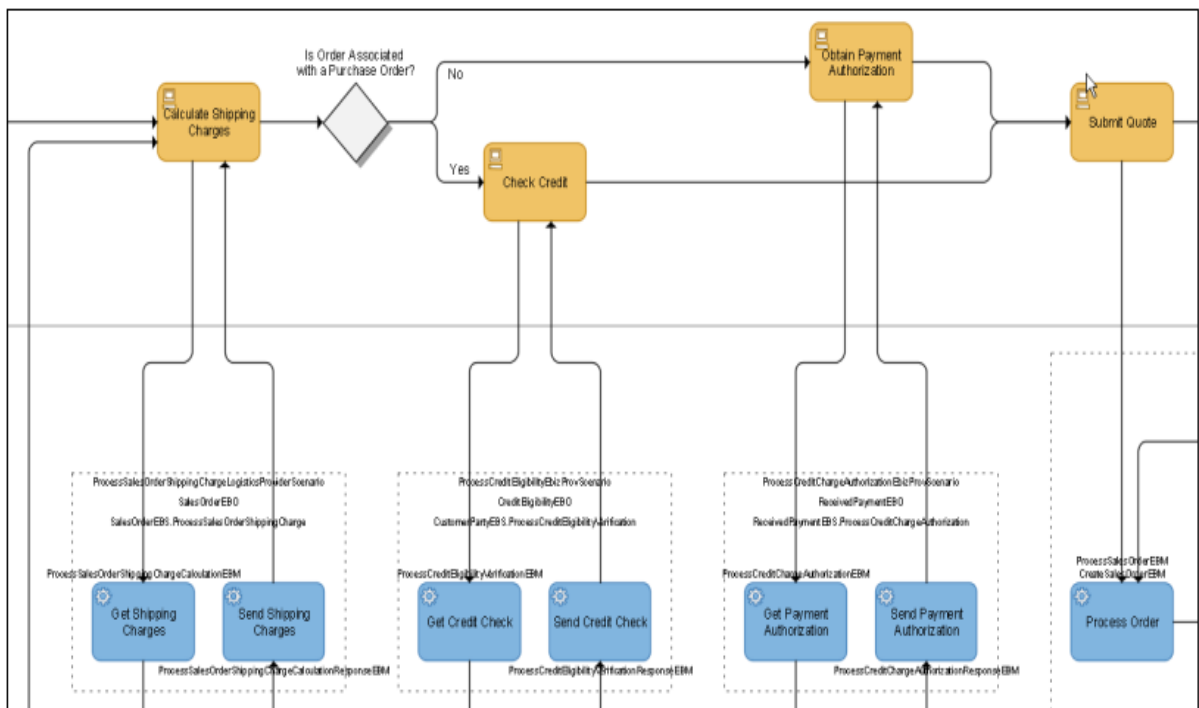 Is Order Associated
with a Purchase Order?
No
Obtain Payment
Authorization
Calculate Shipping
Charges
Submit Quote
Yes
Check Credit
ProcessSalesOrderShippingChargeLogisticsProviderScenario
SalesOrderEBO
SalesOrderEBS.ProcessSalesOrderShippingCharge
ProcessCreditEligibilityEbizProvScenario
CreditEligibilityEBO
CustomerPartyEBS.ProcessCreditEligibilityVerification
ProcessCreditChargeAuthorizationEbizProvScenario
ReceivedPaymentEBO
ReceivedPaymentEBS.ProcessCreditChargeAuthorization
ProcessSalesOrderEBM
CreateSalesOrderEBM
ProcessSalesOrderShippingChargeCalculationEBM
ProcessCreditEligibilityVerificationEBM
ProcessCreditChargeAuthorizationEBM
Get Shipping
Charges
Send Shipping
Charges
Get Credit Check
Send Credit Check
Get Payment
Authorization
Send Payment
Authorization
Process Order
ProcessSalesOrderShippingChargeCalculationResponseEBM
ProcessCreditEligibilityVerificationResponseEBM
ProcessCreditChargeAuthorizationResponseEBM